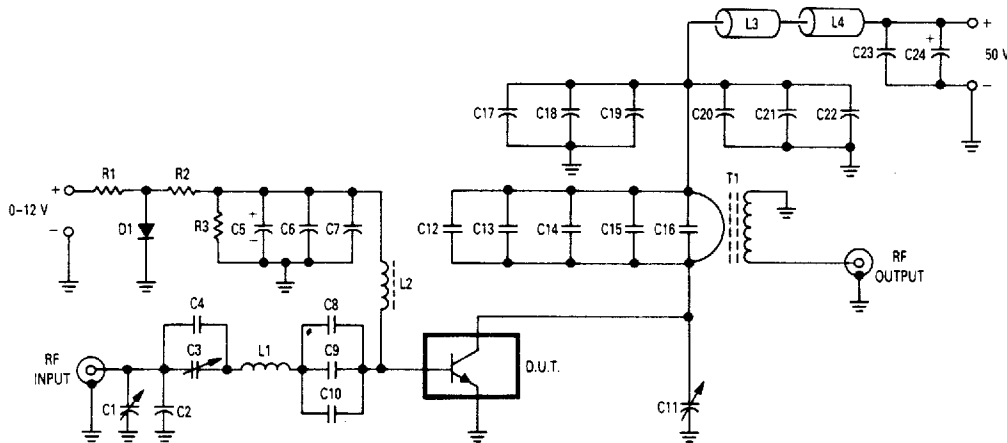 L3 L4
+
C23 C24 + 50 V
−
C17 C18 C19 C20 C21 C22
R1 R2 T1
+
0–12 V
−
D1 R3 C5 + − C6 C7 C12 C13 C14 C15 C16
L2
RF
OUTPUT
C4 C8
RF
INPUT
C3 L1 C9 D.U.T.
C1 C2 C10 C11